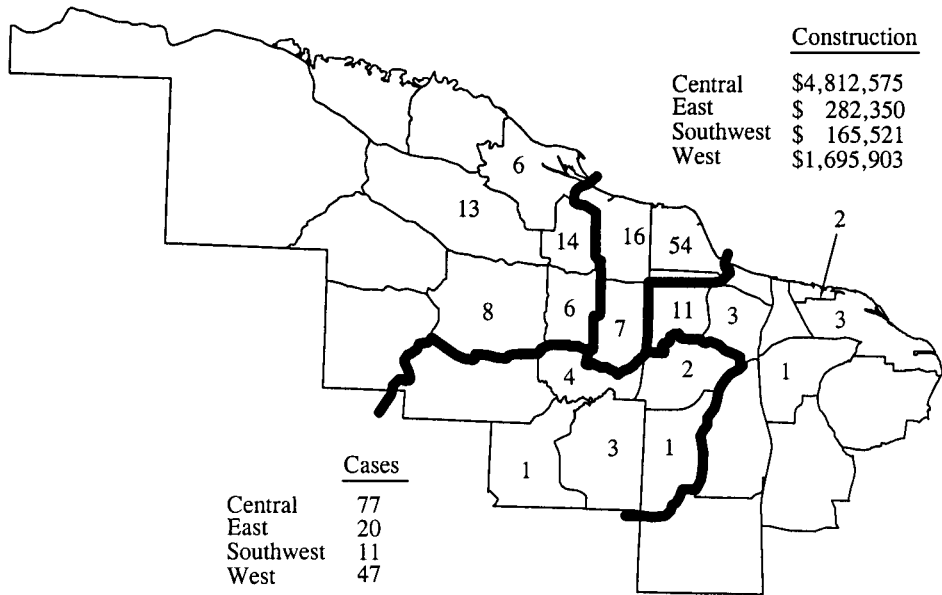 Construction
Central $4,812,575
East $ 282,350
Southwest $ 165,521
West $1,695,903
6
2
13
14
16
54
8
6
7
11
3
3
4
2
1
1
3
1
Cases
Central 77
East 20
Southwest 11
West 47